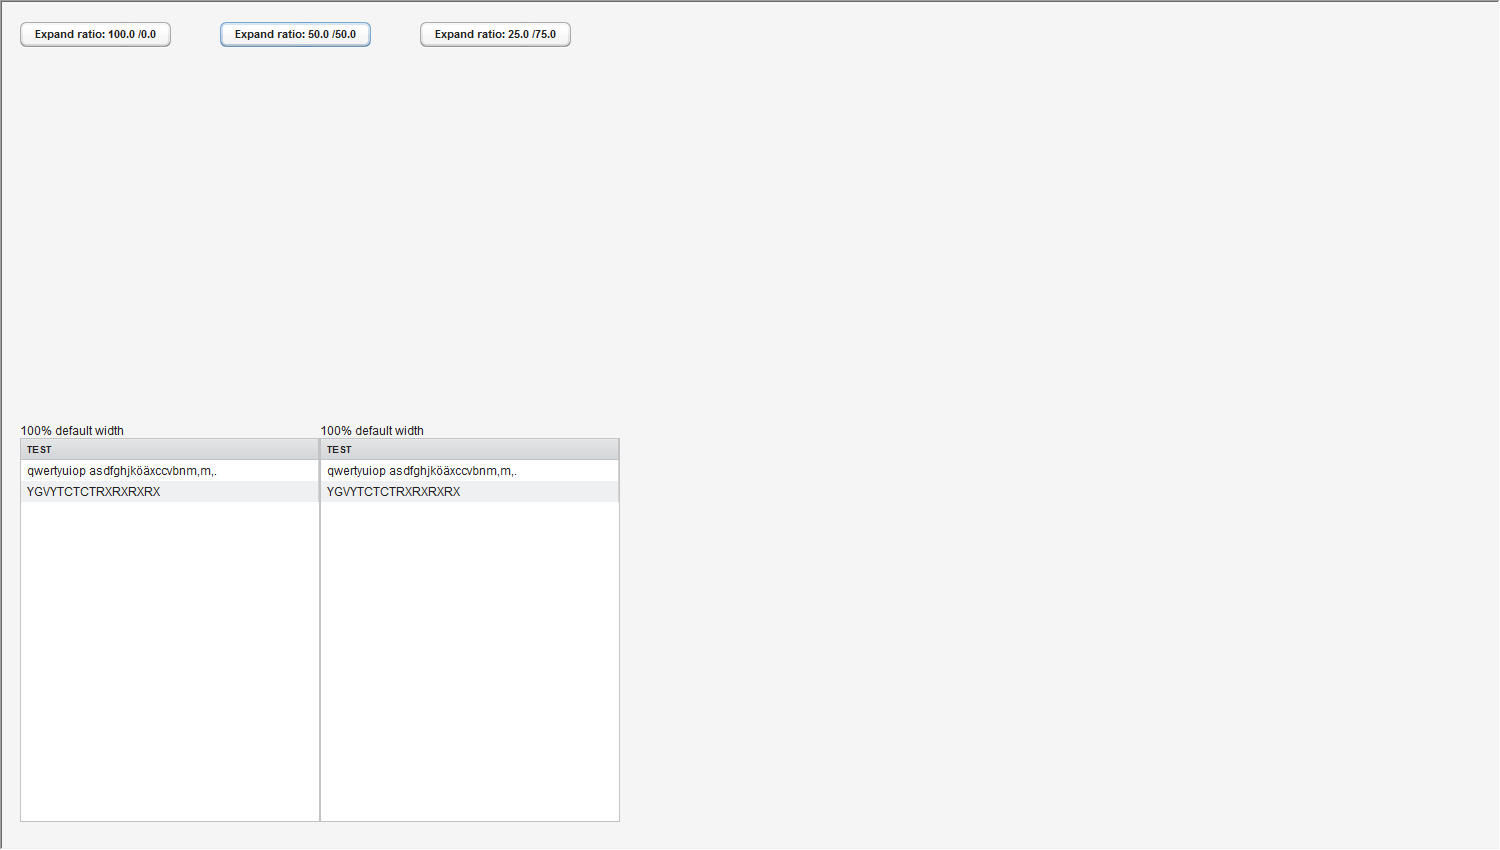 Expand ratio: 100.0 /0.0 Expand ratio: 50.0 /50.0 Expand ratio: 25.0 /75.0
100% default width 100% default width
TEST TEST
qwertyuiop asdfghjköäxccvbnm,m,. qwertyuiop asdfghjköäxccvbnm,m,.
YGVYTCTCTRXRXRXRX YGVYTCTCTRXRXRXRX